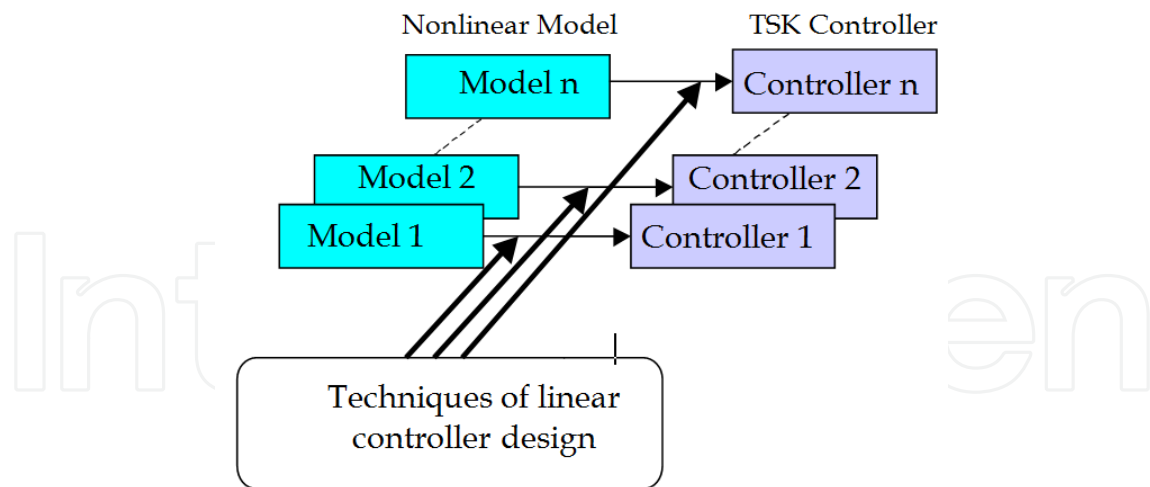 Nonlinear Model
TSK Controller
Model n
Controller n
Model 2
Controller 2
Model 1
Controller 1
Techniques of linear
controller design